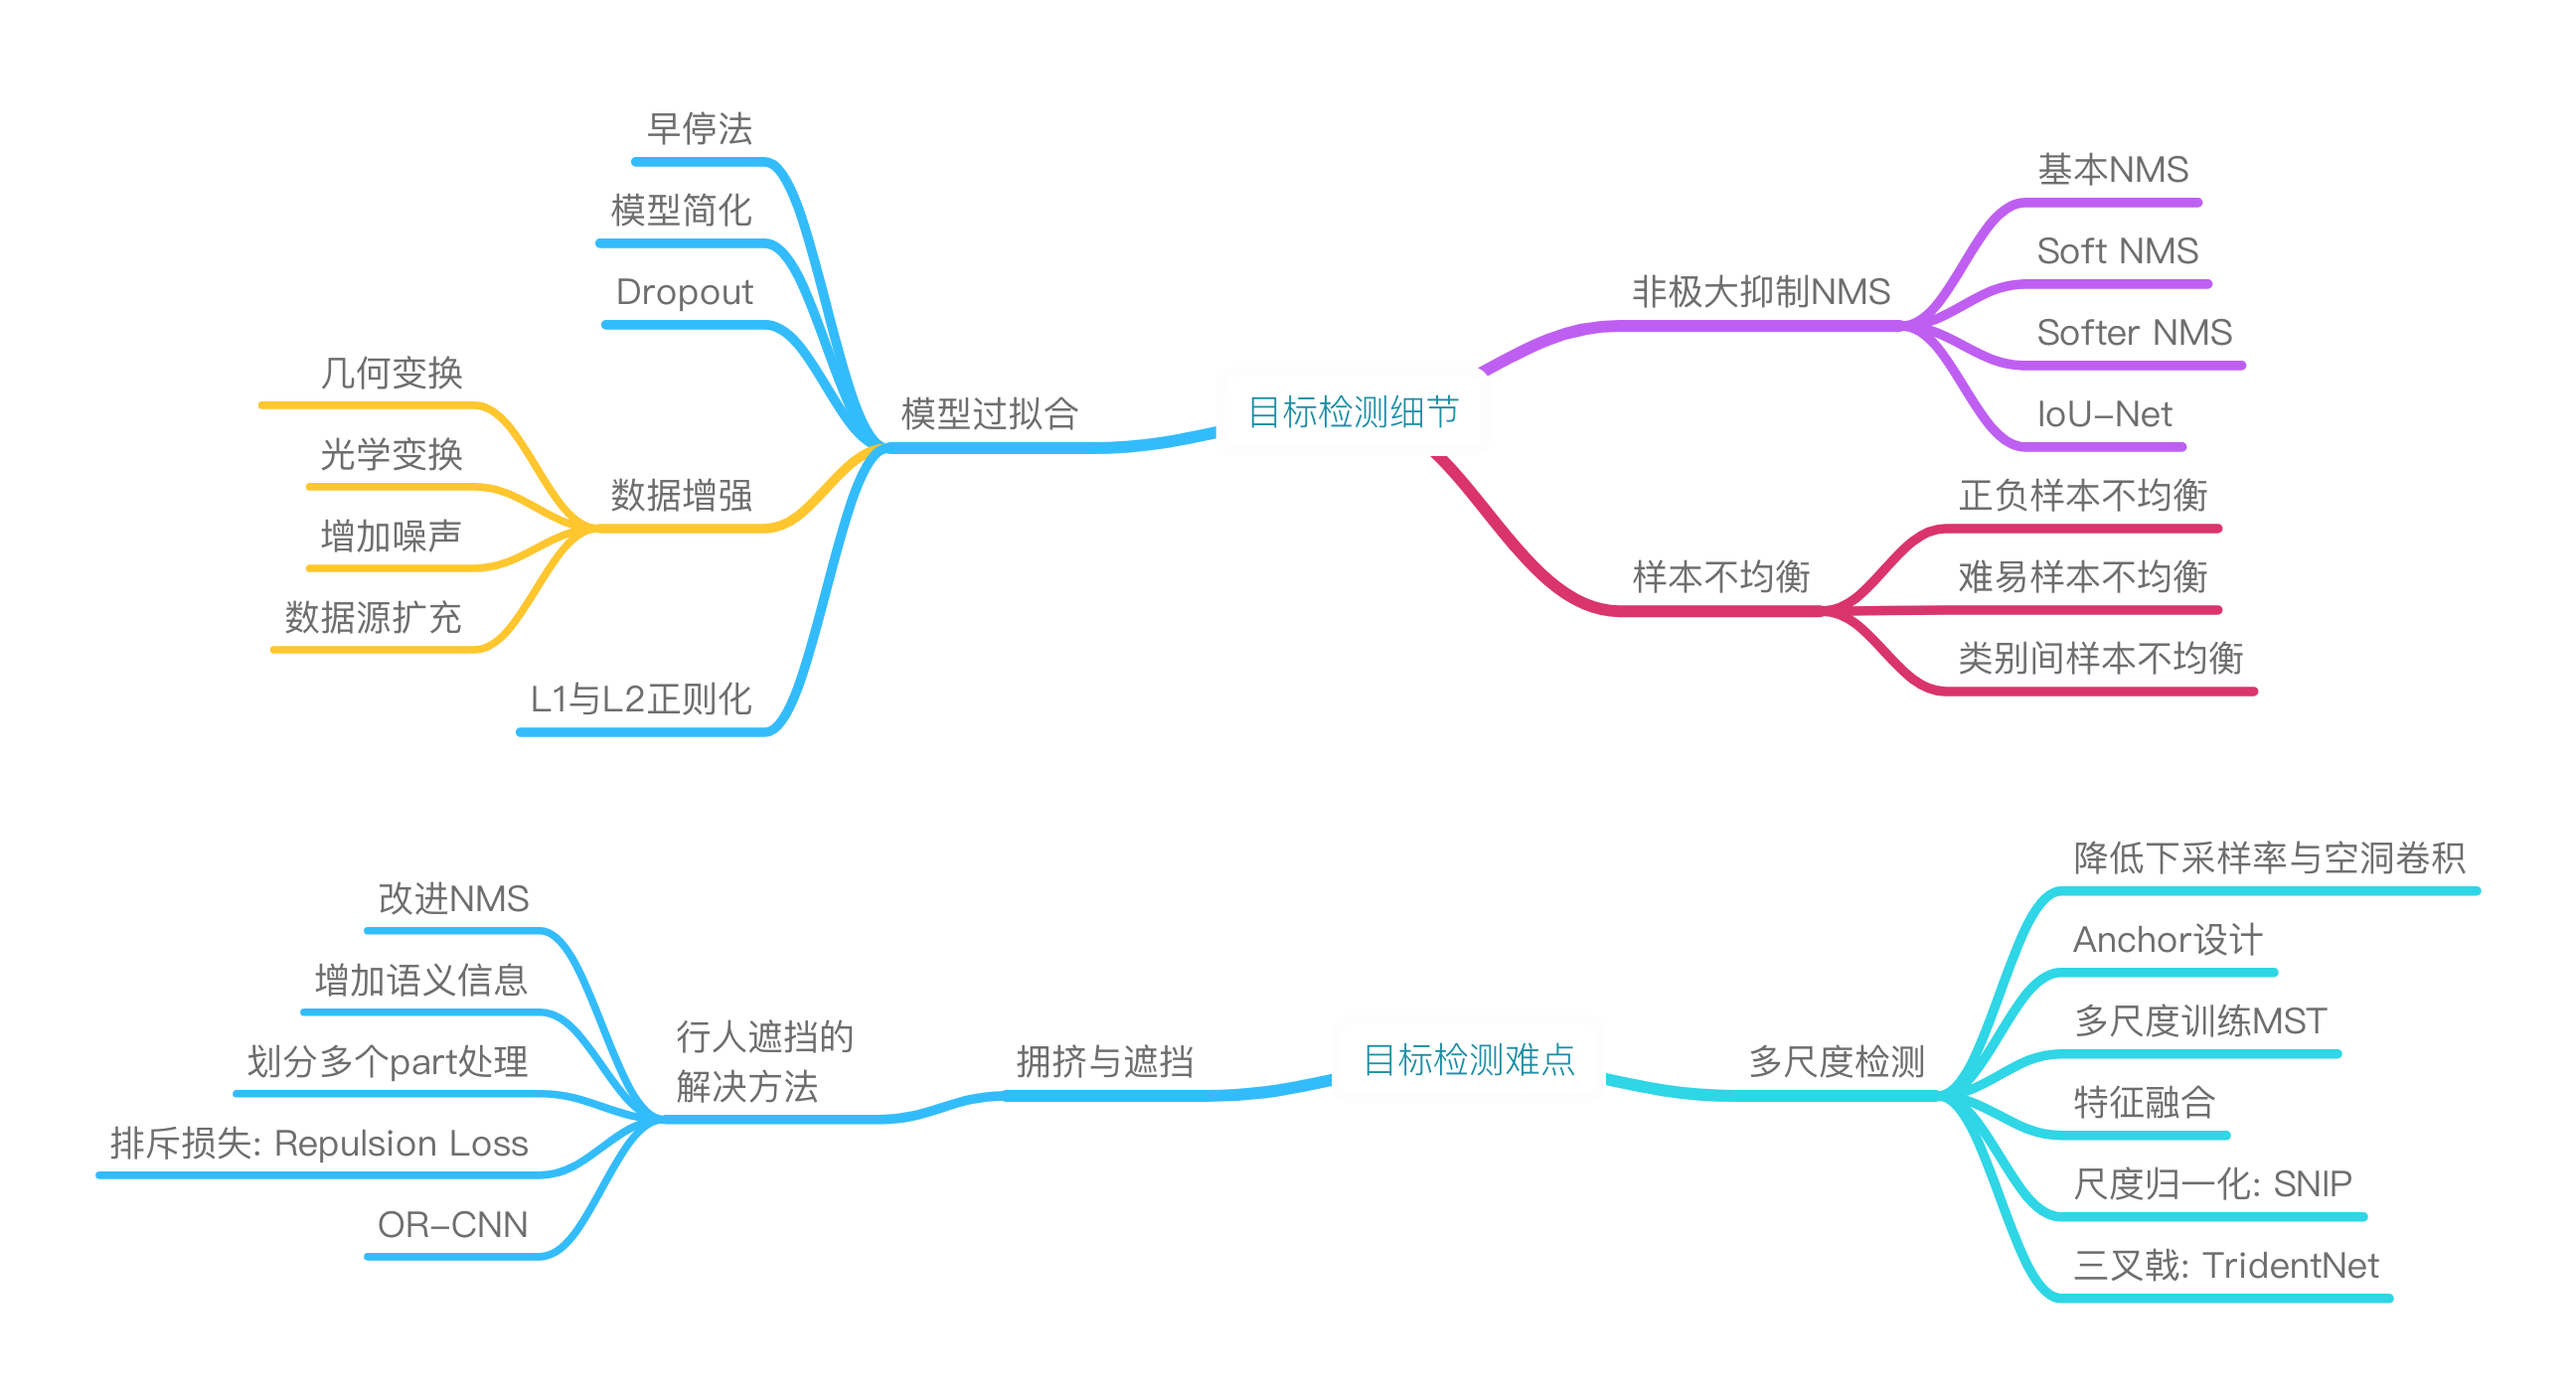 目标检测细节
非极大抑制NMS
基本NMS
Soft NMS
Softer NMS
IoU-Net
样本不均衡
正负样本不均衡
难易样本不均衡
类别间样本不均衡
模型过拟合
早停法
模型简化
Dropout
数据增强
几何变换
光学变换
增加噪声
数据源扩充
L1与L2正则化
目标检测难点
多尺度检测
降低下采样率与空洞卷积
Anchor设计
多尺度训练MST
特征融合
尺度归一化: SNIP
三叉戟: TridentNet
拥挤与遮挡
行人遮挡的
解决方法
改进NMS
增加语义信息
划分多个part处理
排斥损失: Repulsion Loss
OR-CNN